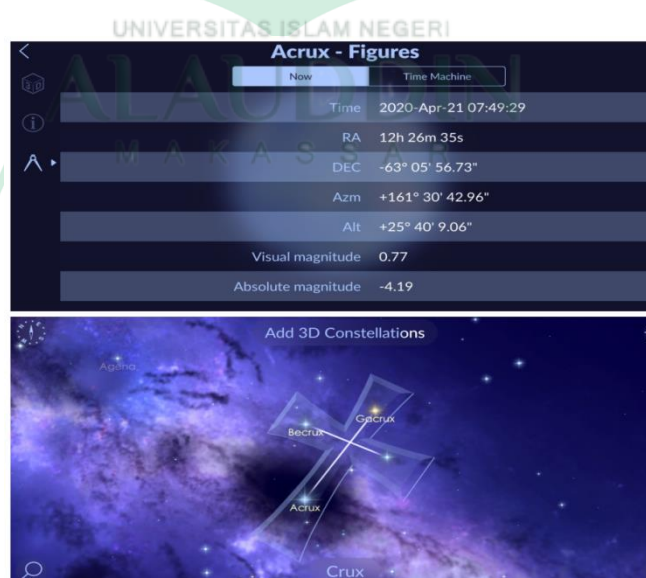 UNIVERSITAS ISLAM NEGERI
ALAUDDIN
M A K A S S A R
Acrux - Figures
Now Time Machine
Time 2020-Apr-21 07:49:29
RA 12h 26m 35s
DEC -63° 05' 56.73"
Azm +161° 30' 42.96"
Alt +25° 40' 9.06"
Visual magnitude 0.77
Absolute magnitude -4.19
Add 3D Constellations
Agena
Gacrux
Becrux
Acrux
Crux